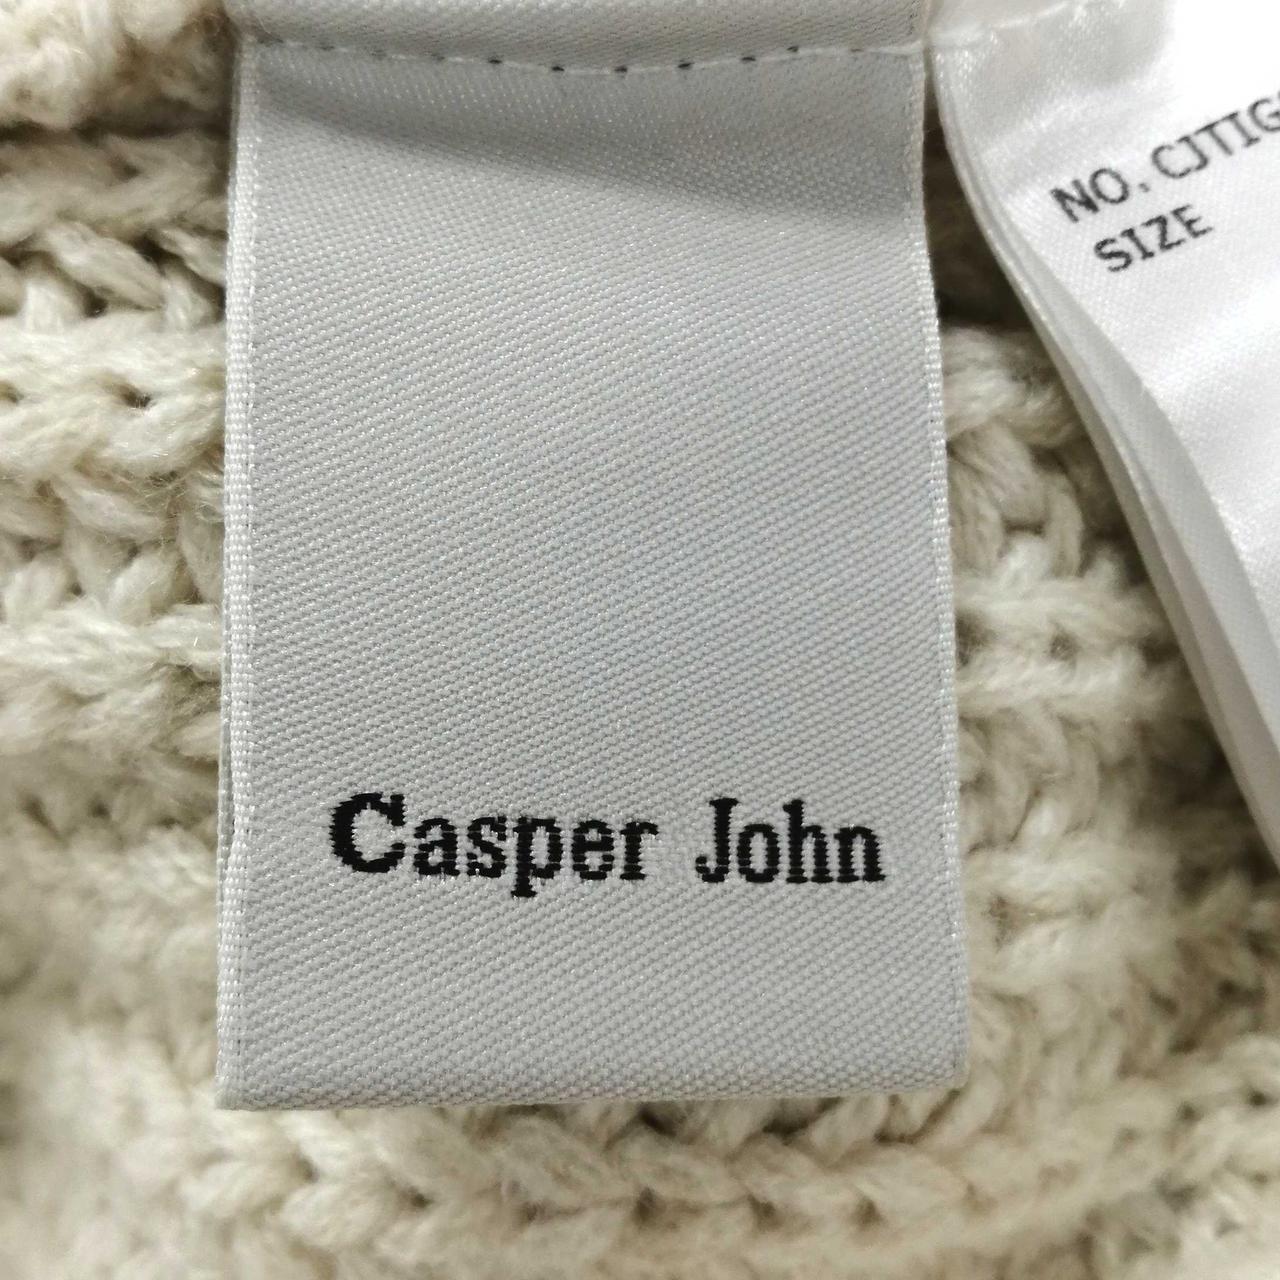 Casper John
NO. CJTIG
SIZE